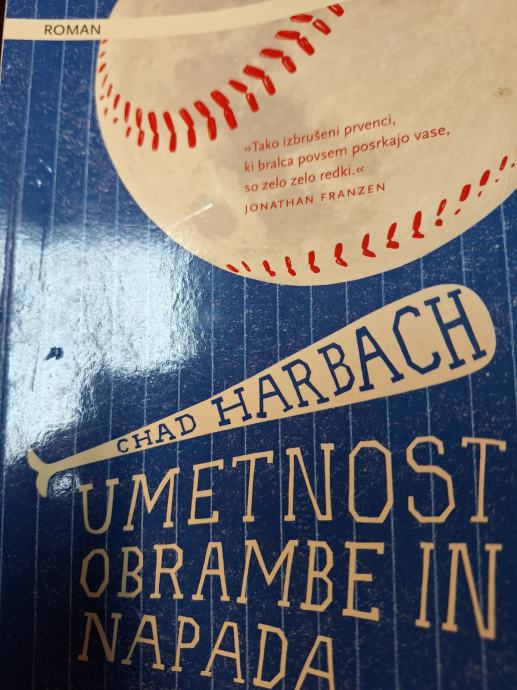 ROMAN
»Tako izbrušeni prvenci,
ki bralca povsem posrkajo vase,
so zelo zelo redki.«
JONATHAN FRANZEN
CHAD HARBACH
UMETNOST
OBRAMBE IN
NAPADA